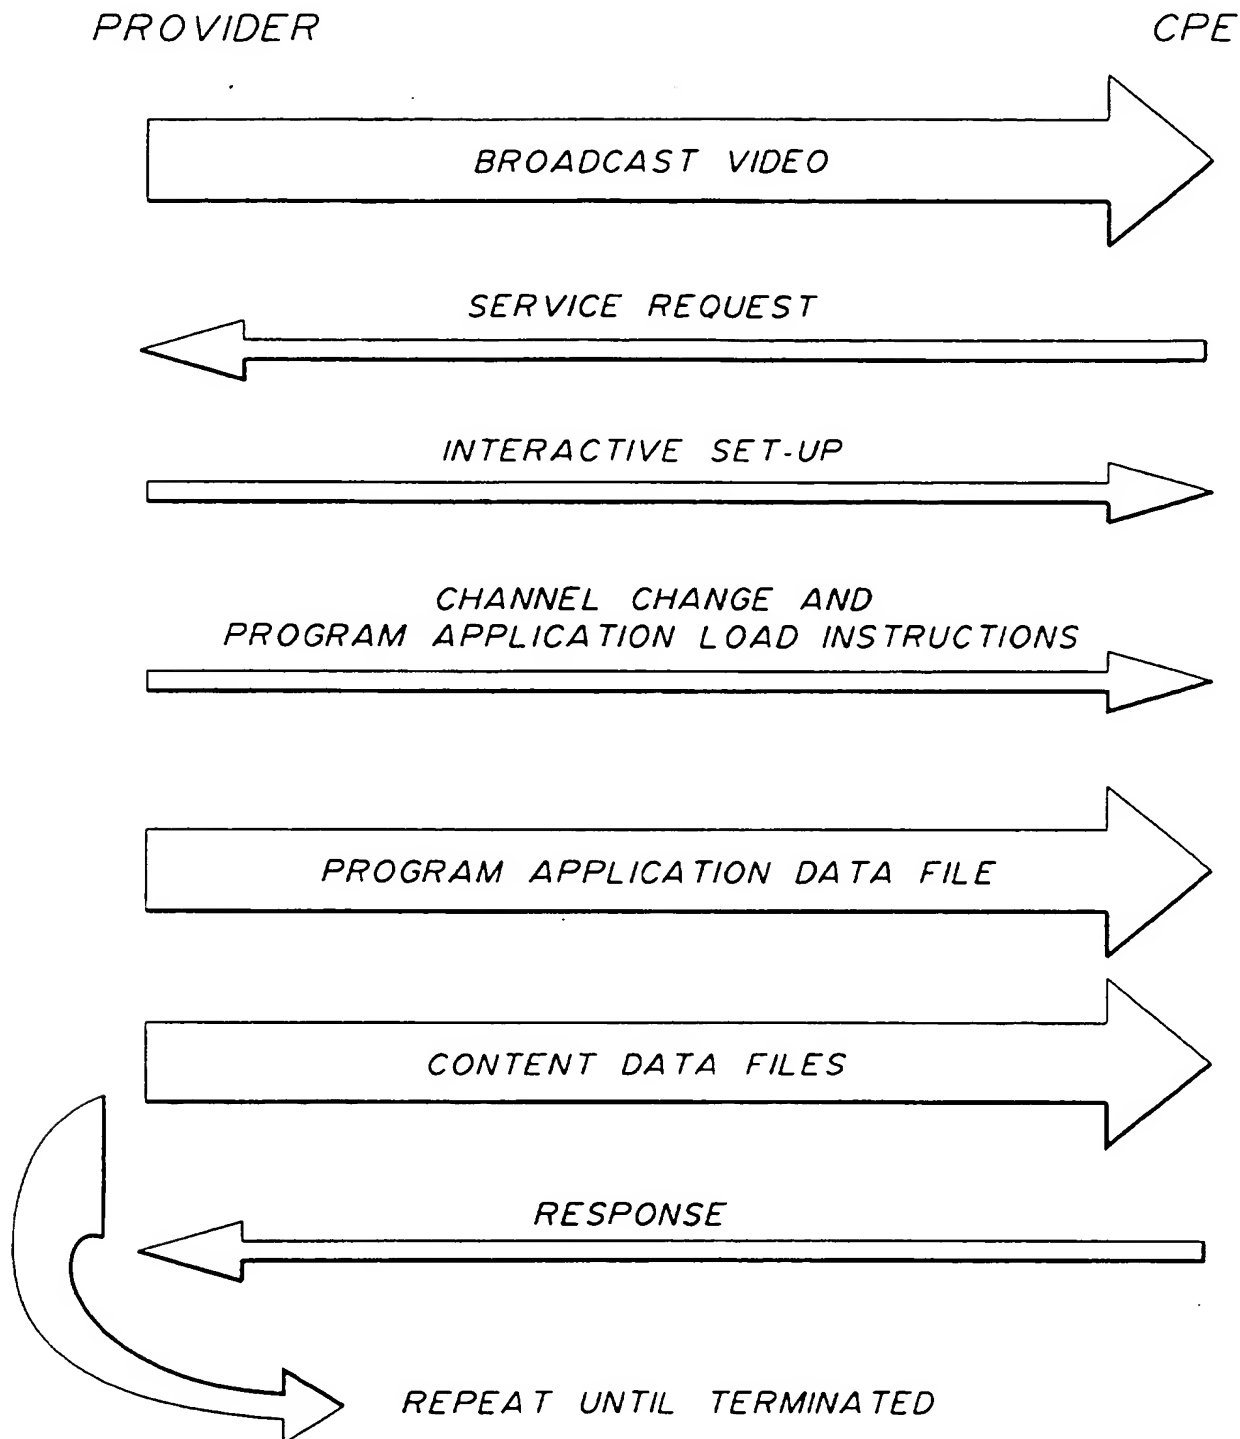 PROVIDER CPE
BROADCAST VIDEO
SERVICE REQUEST
INTERACTIVE SET-UP
CHANNEL CHANGE AND
PROGRAM APPLICATION LOAD INSTRUCTIONS
PROGRAM APPLICATION DATA FILE
CONTENT DATA FILES
RESPONSE
REPEAT UNTIL TERMINATED